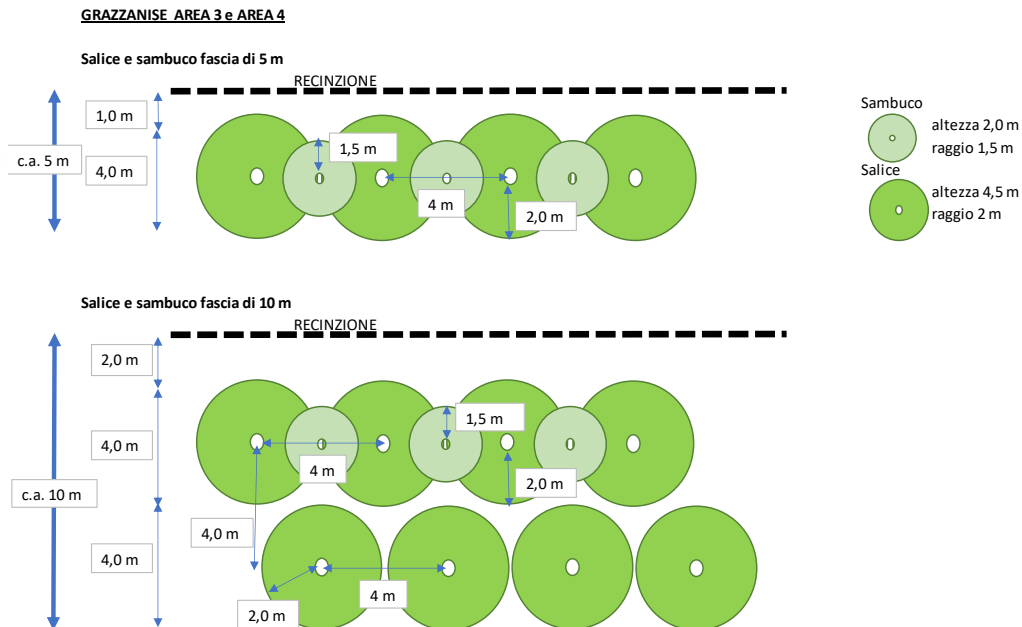 GRAZZANISE AREA 3 e AREA 4
Salice e sambuco fascia di 5 m
RECINZIONE
1,0 m
c.a. 5 m
4,0 m
1,5 m
4 m
2,0 m
Sambuco
altezza 2,0 m
raggio 1,5 m
Salice
altezza 4,5 m
raggio 2 m
Salice e sambuco fascia di 10 m
RECINZIONE
2,0 m
4,0 m
1,5 m
4 m
2,0 m
c.a. 10 m
4,0 m
4,0 m
4 m
2,0 m